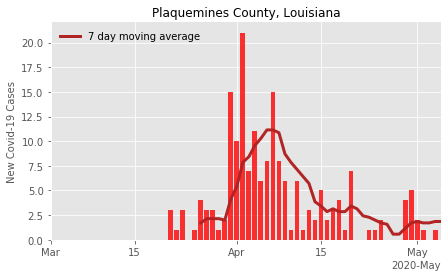 Plaquemines County, Louisiana
7 day moving average
New Covid-19 Cases
20.0
17.5
15.0
12.5
10.0
7.5
5.0
2.5
0.0
Mar
15
Apr
15
May
2020-May